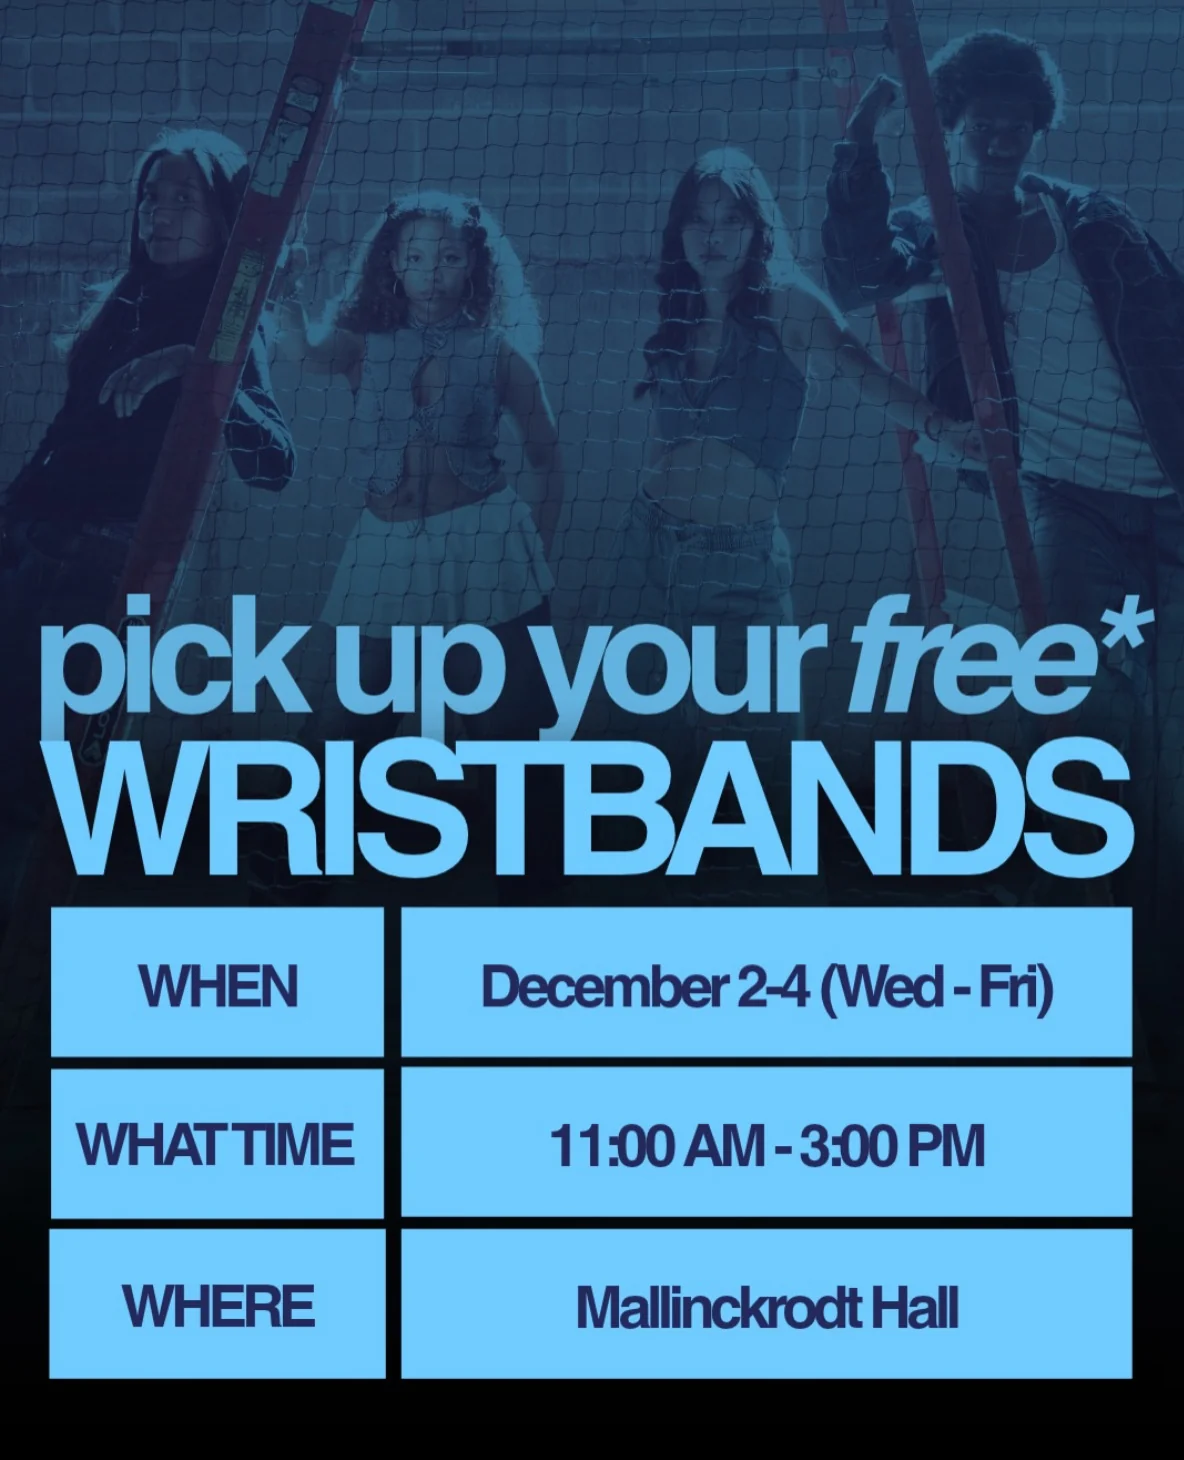 pick up your free*
WRISTBANDS
WHEN
December 2-4 (Wed - Fri)
WHAT TIME
11:00 AM - 3:00 PM
WHERE
Mallinckrodt Hall